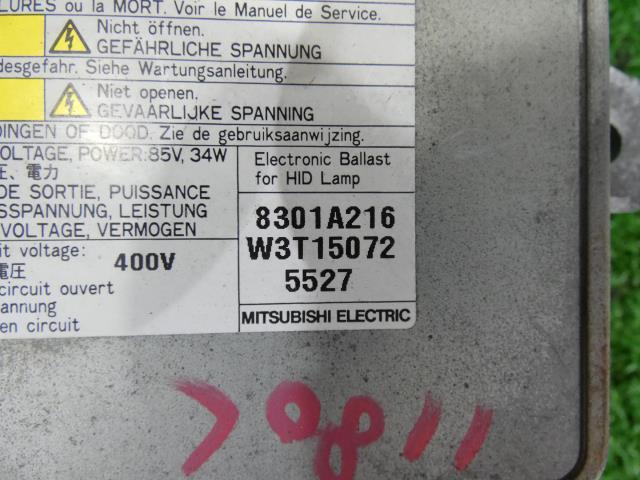 LURES ou la MORT. Voir le Manuel de Service.
Nicht öffnen.
GEFÄHRLICHE SPANNUNG
desgefahr. Siehe Wartungsanleitung.
Niet openen.
GEVAARLIJKE SPANNING
DINGEN OF DOOD. Zie de gebruiksaanwijzing.
OLTAGE, POWER:85V, 34W
圧、電力
DE SORTIE, PUISSANCE
SSPANNUNG, LEISTUNG
VOLTAGE, VERMOGEN
Electronic Ballast
for HID Lamp
8301A216
W3T15072
5527
it voltage:
電圧
400V
circuit ouvert
annung
en circuit
MITSUBISHI ELECTRIC